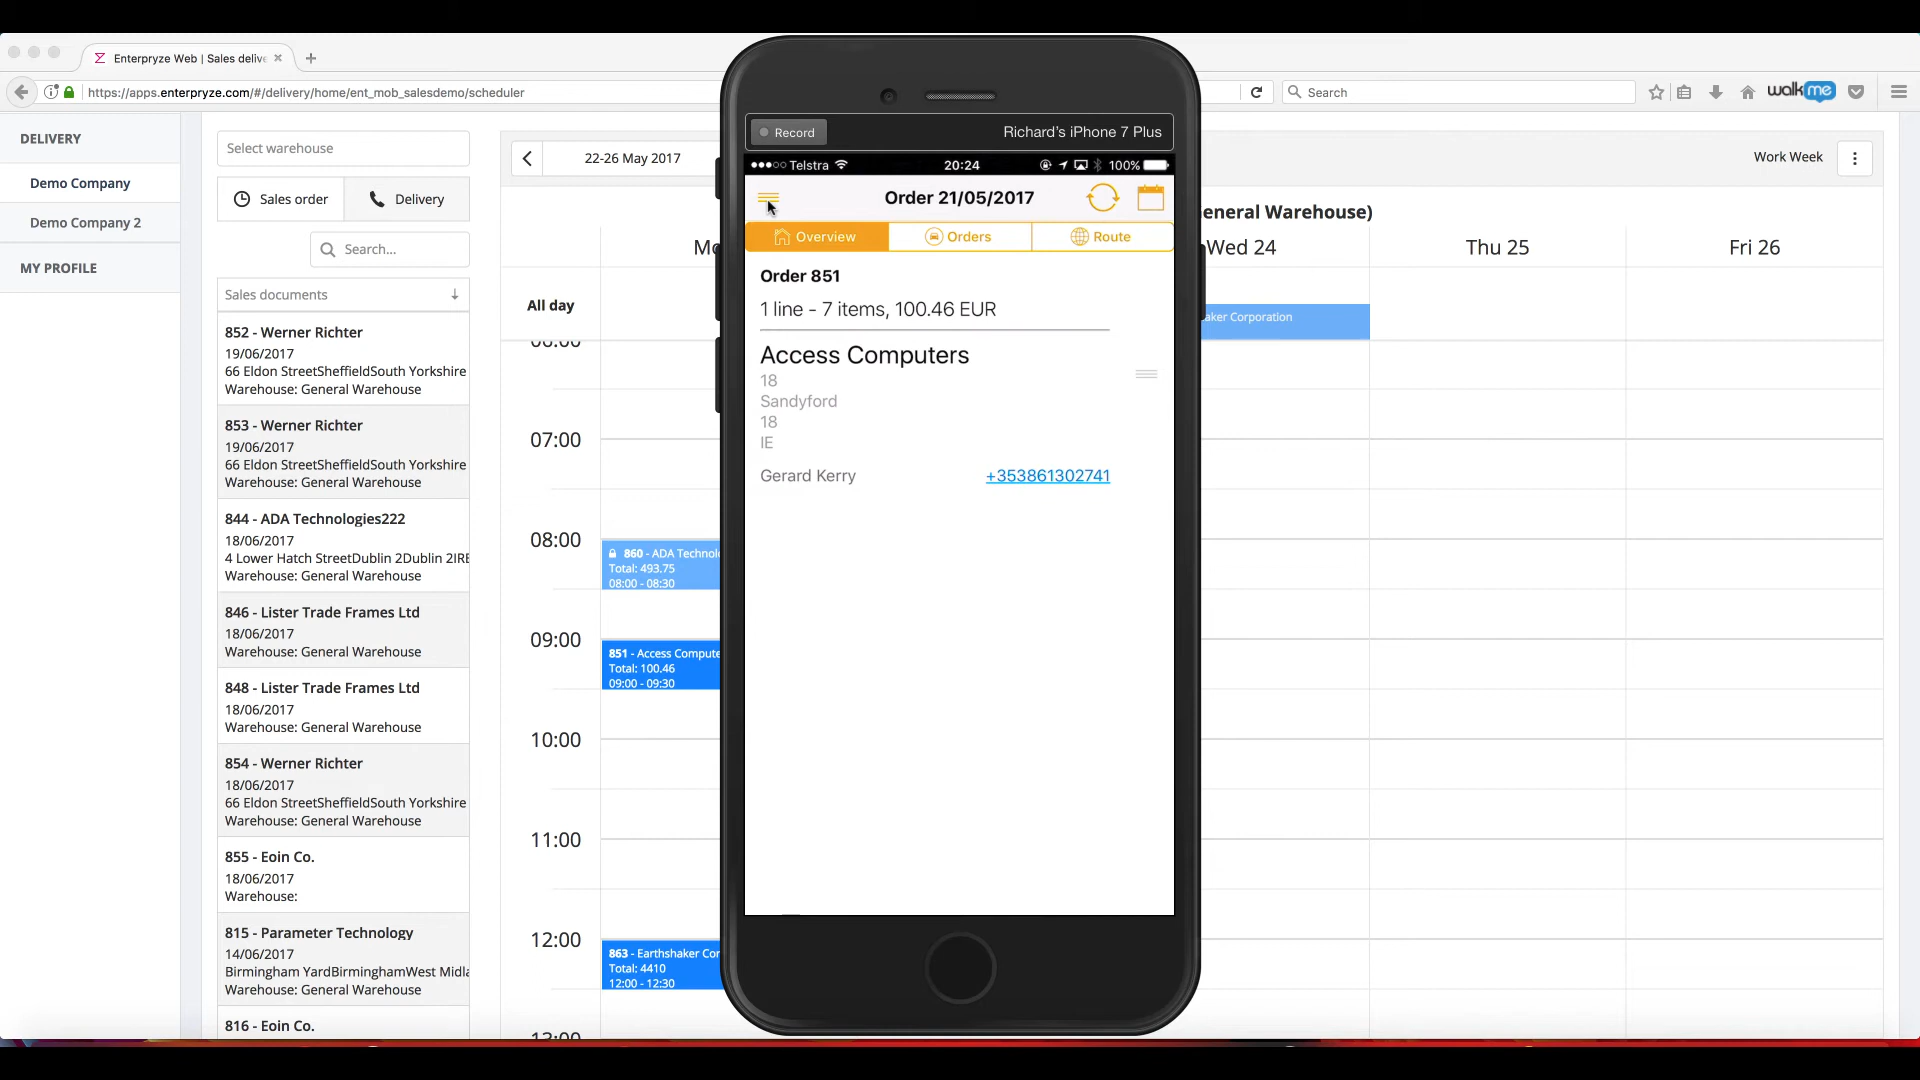 Enterpryze Web | Sales delive
https://apps.enterpryze.com/#/delivery/home/ent_mob_salesdemo/scheduler
Search
walkme
DELIVERY
Demo Company
Demo Company 2
MY PROFILE
Select warehouse
Sales order
Delivery
Search...
Sales documents
852 - Werner Richter
19/06/2017
66 Eldon StreetSheffieldSouth Yorkshire
Warehouse: General Warehouse
853 - Werner Richter
19/06/2017
66 Eldon StreetSheffieldSouth Yorkshire
Warehouse: General Warehouse
844 - ADA Technologies222
18/06/2017
4 Lower Hatch StreetDublin 2Dublin 2IRE
Warehouse: General Warehouse
846 - Lister Trade Frames Ltd
18/06/2017
Warehouse: General Warehouse
848 - Lister Trade Frames Ltd
18/06/2017
Warehouse: General Warehouse
854 - Werner Richter
18/06/2017
66 Eldon StreetSheffieldSouth Yorkshire
Warehouse: General Warehouse
855 - Eoin Co.
18/06/2017
Warehouse:
815 - Parameter Technology
14/06/2017
Birmingham YardBirminghamWest Midla
Warehouse: General Warehouse
816 - Eoin Co.
22-26 May 2017
Work Week
eneral Warehouse)
Mo
Wed 24
Thu 25
Fri 26
All day
aker Corporation
06:00
07:00
08:00
860 - ADA Technol
Total: 493.75
08:00 - 08:30
09:00
851 - Access Compute
Total: 100.46
09:00 - 09:30
10:00
11:00
12:00
863 - Earthshaker Cor
Total: 4410
12:00 - 12:30
13:00
Record
Richard's iPhone 7 Plus
Telstra
20:24
100%
Order 21/05/2017
Overview
Orders
Route
Order 851
1 line - 7 items, 100.46 EUR
Access Computers
18
Sandyford
18
IE
Gerard Kerry
+353861302741